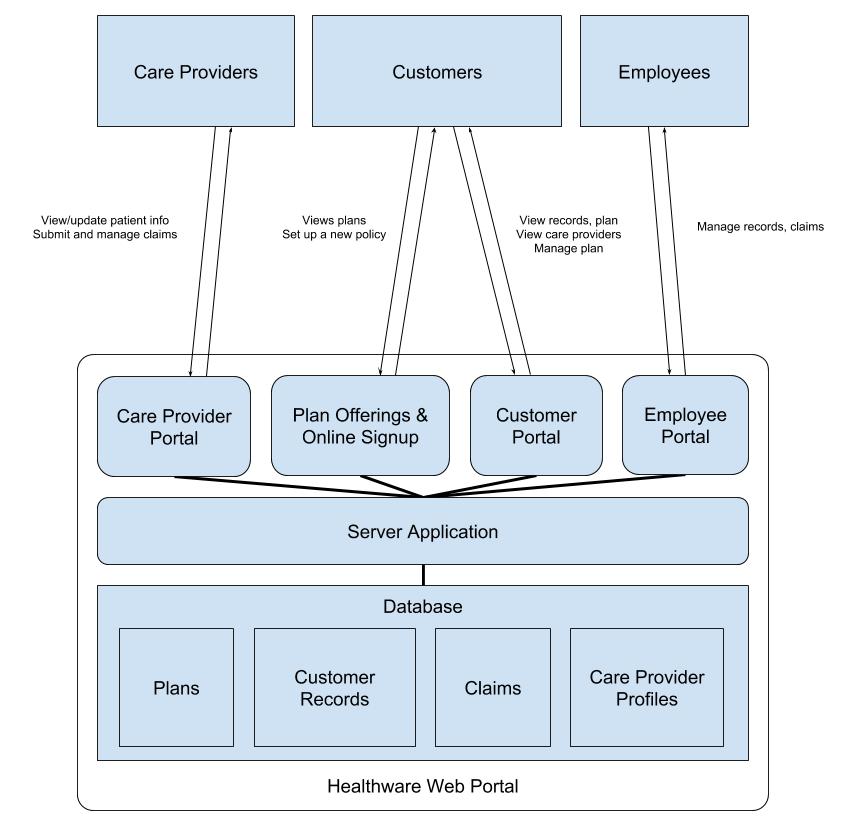 Care Providers
Customers
Employees
View/update patient info
Submit and manage claims
Views plans
Set up a new policy
View records, plan
View care providers
Manage plan
Manage records, claims
Care Provider
Portal
Plan Offerings &
Online Signup
Customer
Portal
Employee
Portal
Server Application
Database
Plans
Customer
Records
Claims
Care Provider
Profiles
Healthware Web Portal